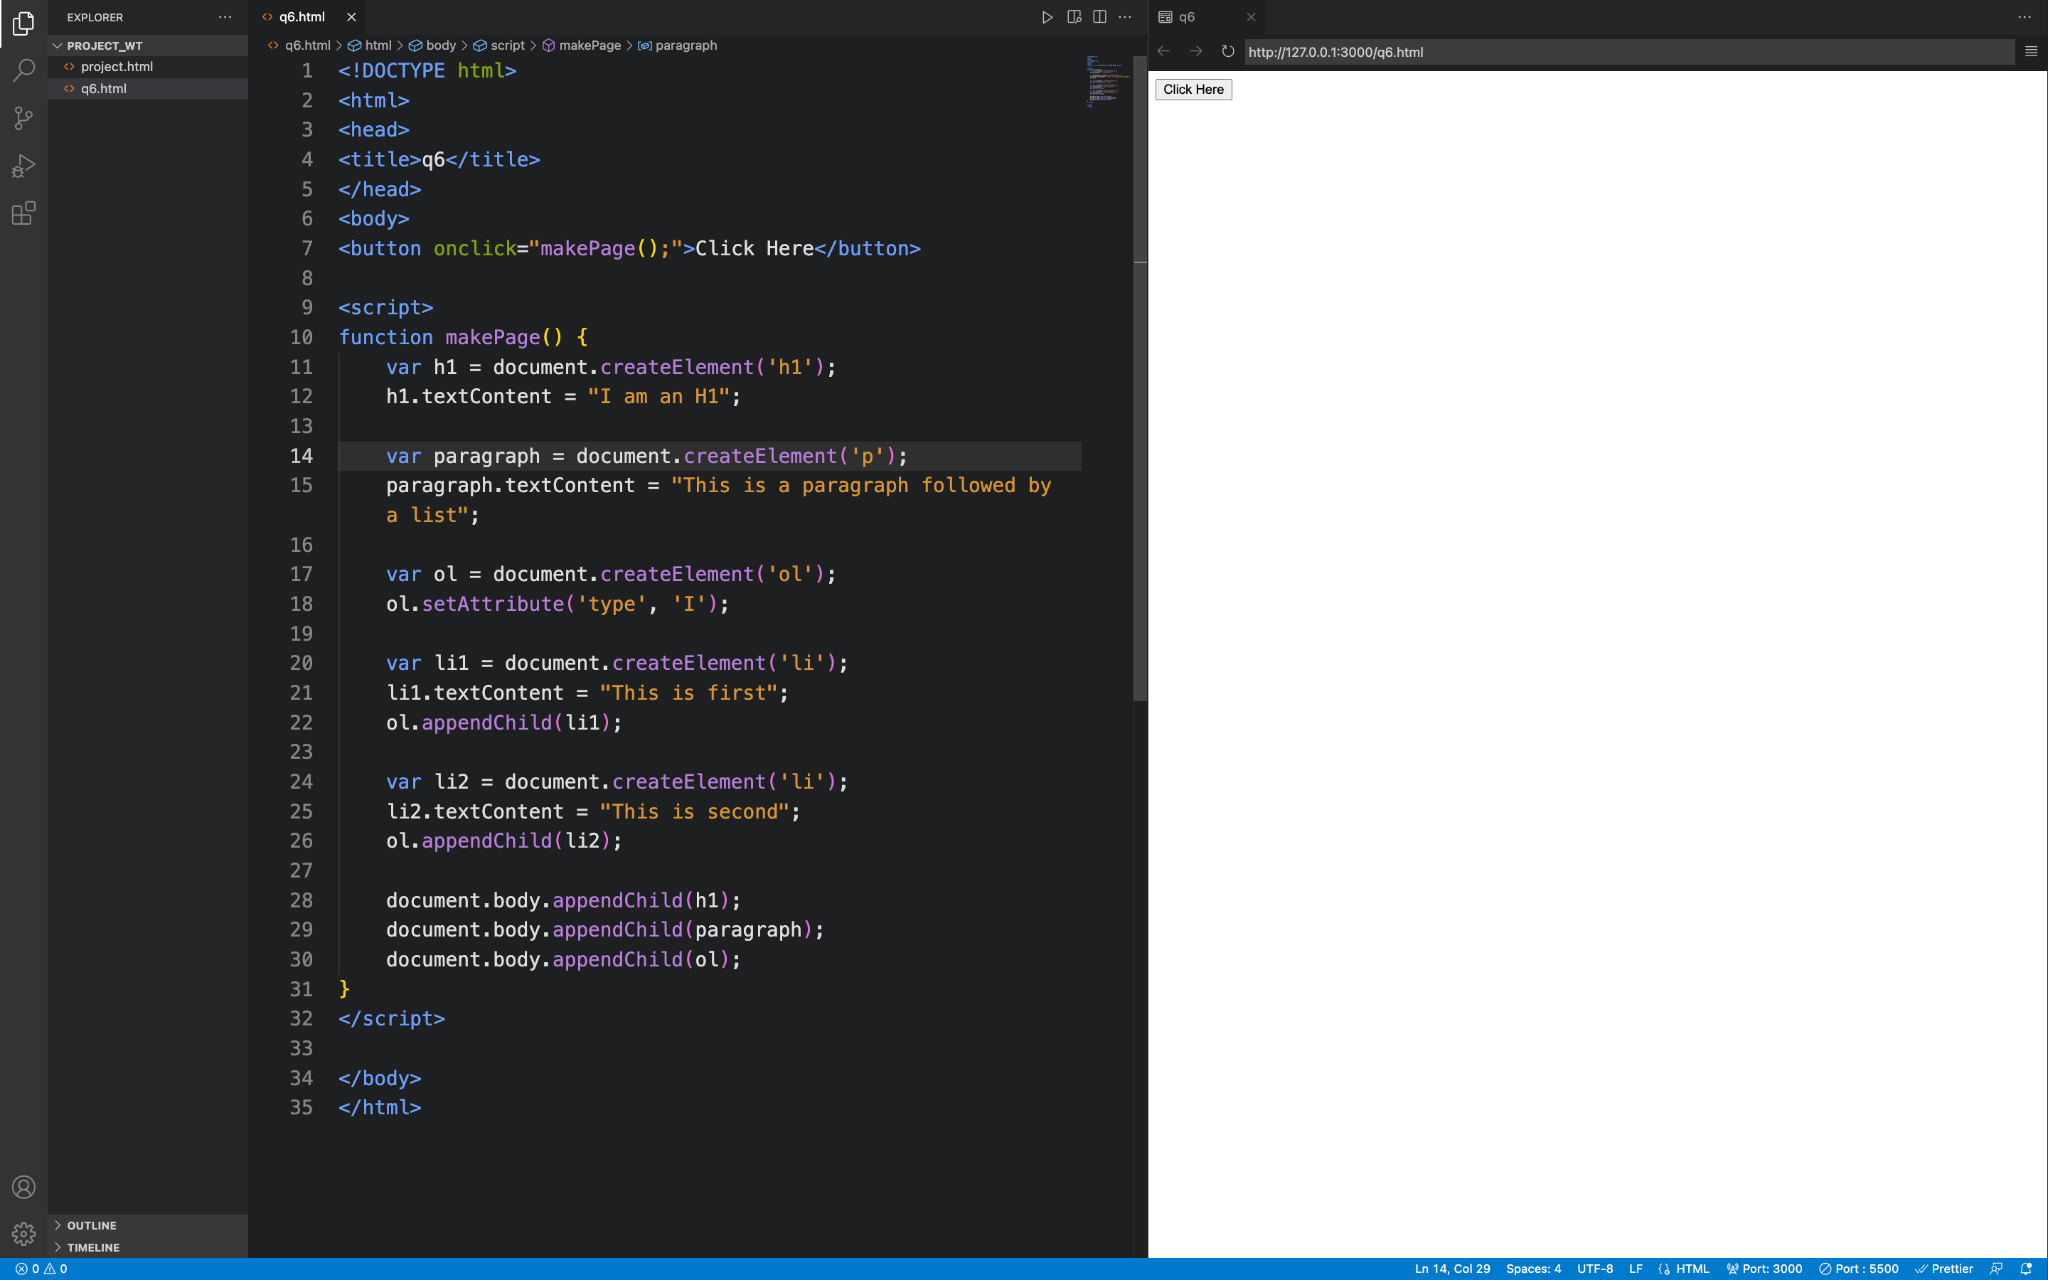 EXPLORER
PROJECT_WT
project.html
q6.html
OUTLINE
TIMELINE
q6.html
q6.html > html > body > script > makePage > paragraph
1 <!DOCTYPE html>
2 <html>
3 <head>
4 <title>q6</title>
5 </head>
6 <body>
7 <button onclick="makePage();">Click Here</button>
8
9 <script>
10 function makePage() {
11     var h1 = document.createElement('h1');
12     h1.textContent = "I am an H1";
13
14     var paragraph = document.createElement('p');
15     paragraph.textContent = "This is a paragraph followed by
    a list";
16
17     var ol = document.createElement('ol');
18     ol.setAttribute('type', 'I');
19
20     var li1 = document.createElement('li');
21     li1.textContent = "This is first";
22     ol.appendChild(li1);
23
24     var li2 = document.createElement('li');
25     li2.textContent = "This is second";
26     ol.appendChild(li2);
27
28     document.body.appendChild(h1);
29     document.body.appendChild(paragraph);
30     document.body.appendChild(ol);
31 }
32 </script>
33
34 </body>
35 </html>
q6
http://127.0.0.1:3000/q6.html
Click Here
0 0
Ln 14, Col 29 Spaces: 4 UTF-8 LF {} HTML Port: 3000 Port : 5500 Prettier